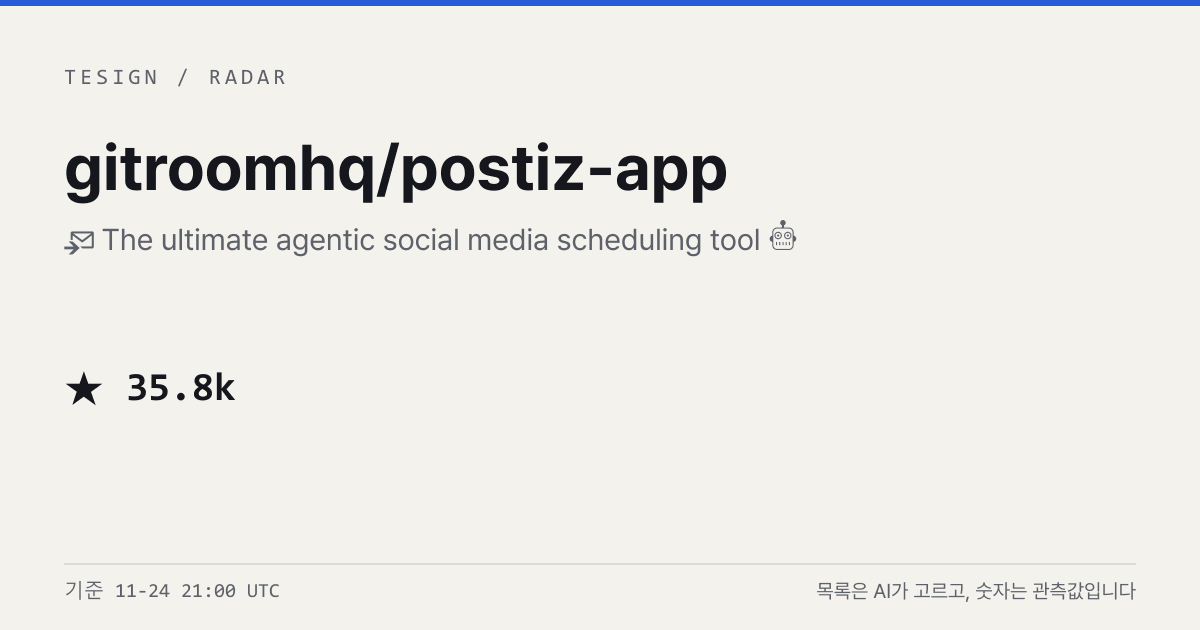 TESIGN / RADAR
gitroomhq/postiz-app
📨 The ultimate agentic social media scheduling tool 🤖
★ 35.8k
기준 11-24 21:00 UTC
목록은 AI가 고르고, 숫자는 관측값입니다